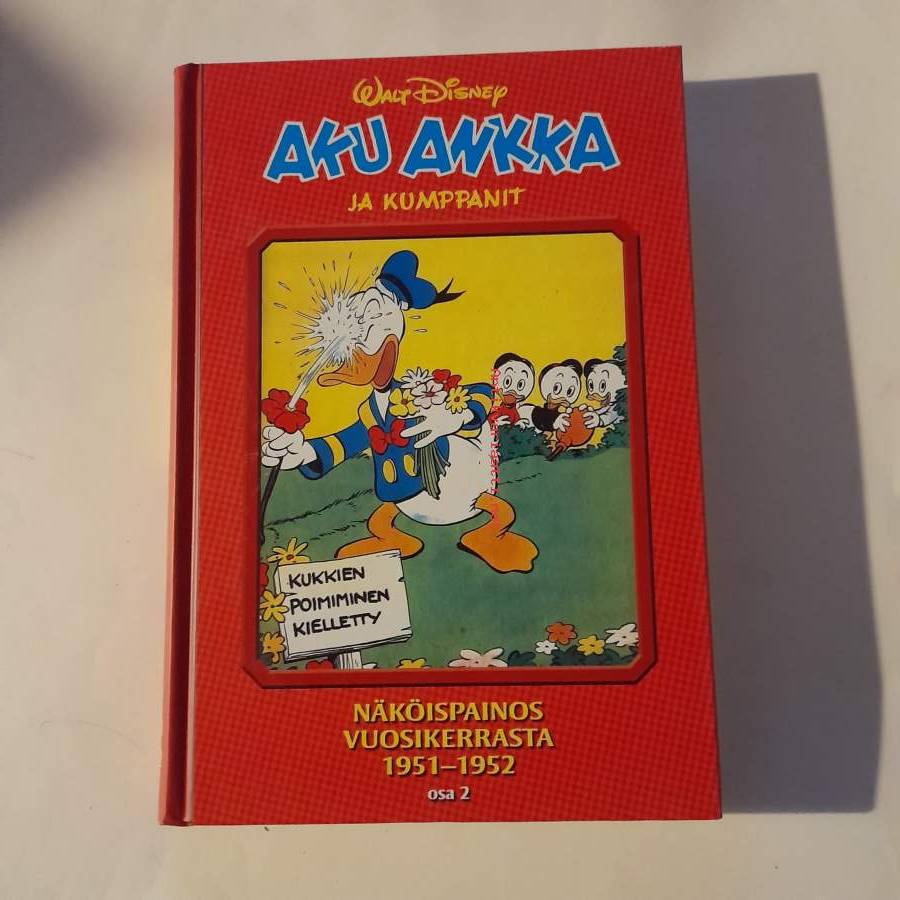 Walt Disney
AKU ANKKA
JA KUMPPANIT
KUKKIEN
POIMIMINEN
KIELLETTY
NÄKÖISPAINOS
VUOSIKERRASTA
1951–1952
osa 2